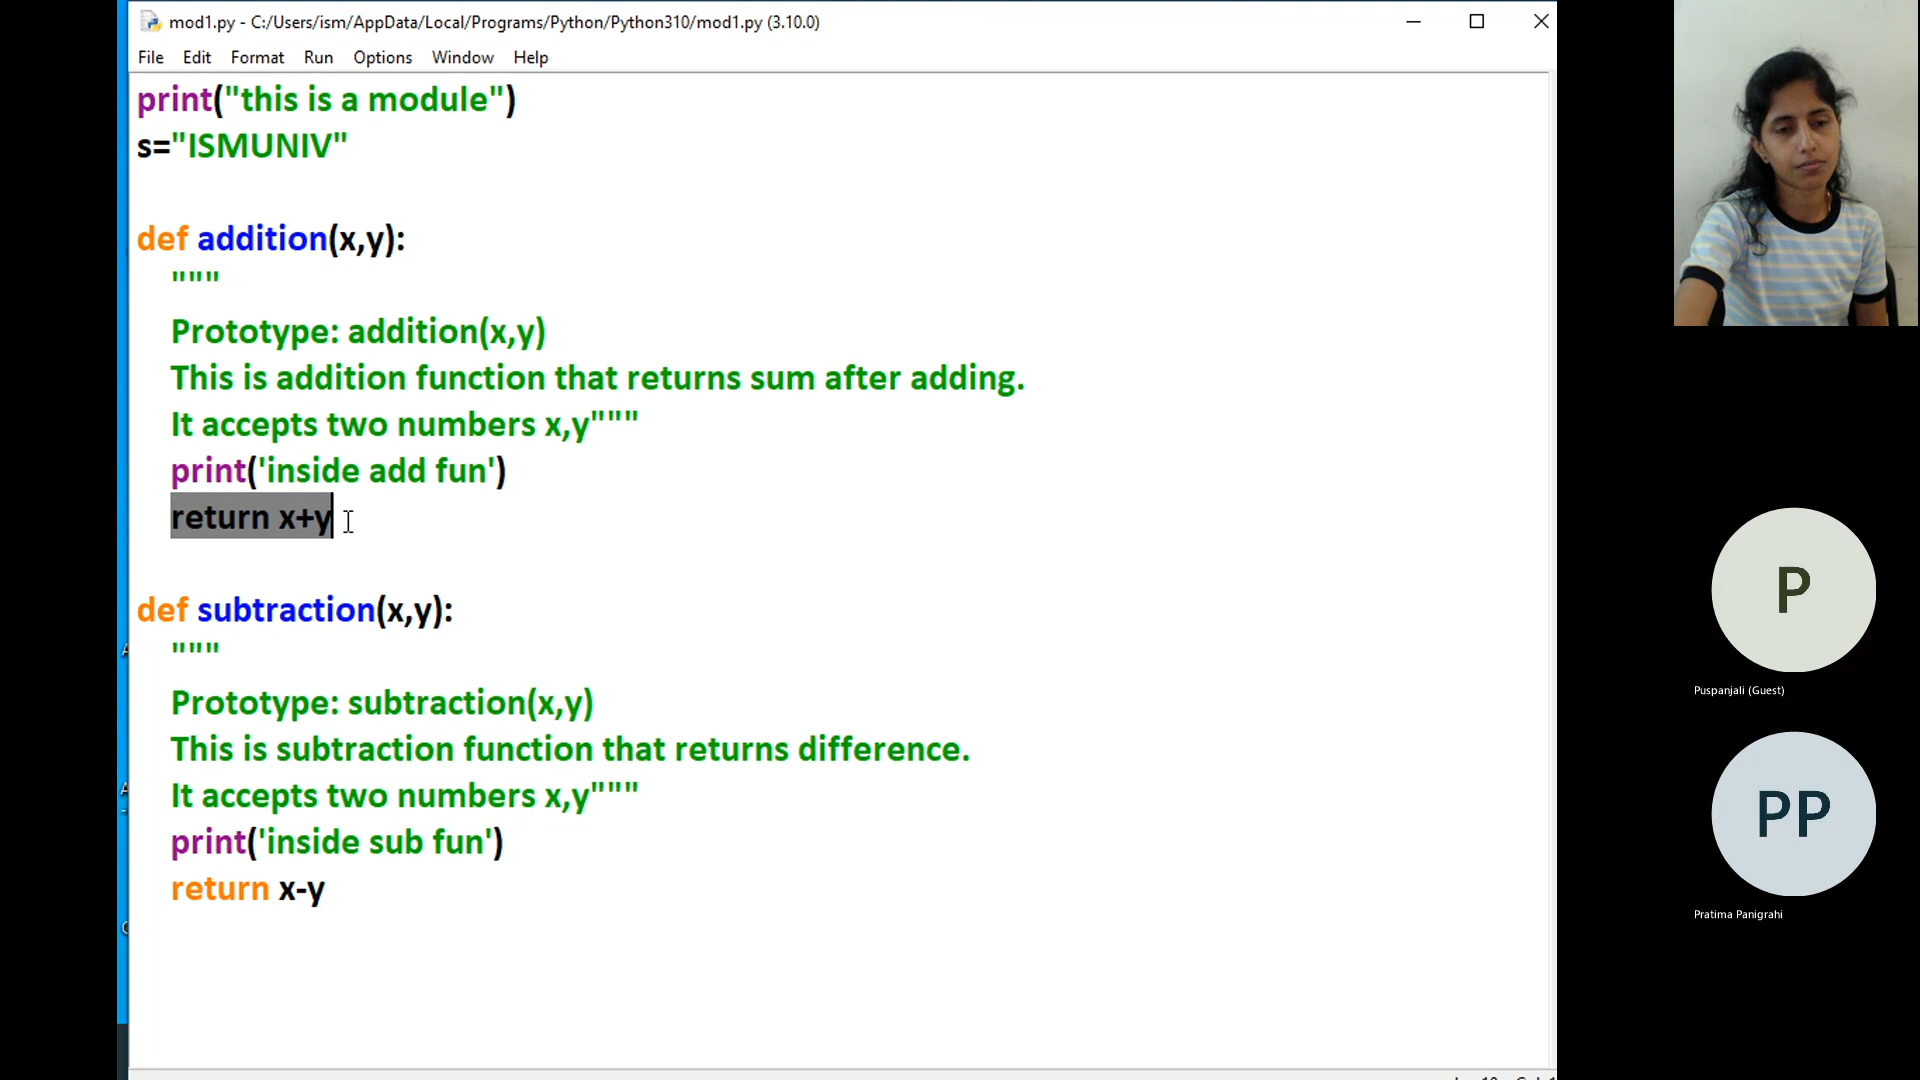 mod1.py - C:/Users/ism/AppData/Local/Programs/Python/Python310/mod1.py (3.10.0)
File Edit Format Run Options Window Help
print("this is a module")
s="ISMUNIV"
def addition(x,y):
"""
Prototype: addition(x,y)
This is addition function that returns sum after adding.
It accepts two numbers x,y"""
print('inside add fun')
return x+y
def subtraction(x,y):
"""
Prototype: subtraction(x,y)
This is subtraction function that returns difference.
It accepts two numbers x,y"""
print('inside sub fun')
return x-y
P
Puspanjali (Guest)
PP
Pratima Panigrahi